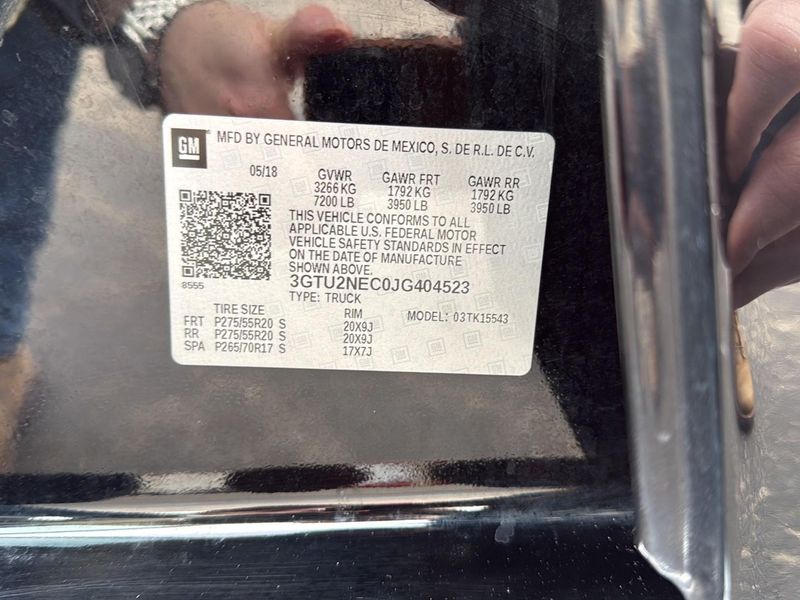 GM
MFD BY GENERAL MOTORS DE MEXICO, S. DE R.L. DE C.V.
05/18 GVWR GAWR FRT GAWR RR
3266 KG 1792 KG 1792 KG
7200 LB 3950 LB 3950 LB
THIS VEHICLE CONFORMS TO ALL
APPLICABLE U.S. FEDERAL MOTOR
VEHICLE SAFETY STANDARDS IN EFFECT
ON THE DATE OF MANUFACTURE
SHOWN ABOVE.
8555
3GTU2NEC0JG404523
TYPE: TRUCK
TIRE SIZE RIM MODEL: 03TK15543
FRT P275/55R20 S 20X9J
RR P275/55R20 S 20X9J
SPA P265/70R17 S 17X7J